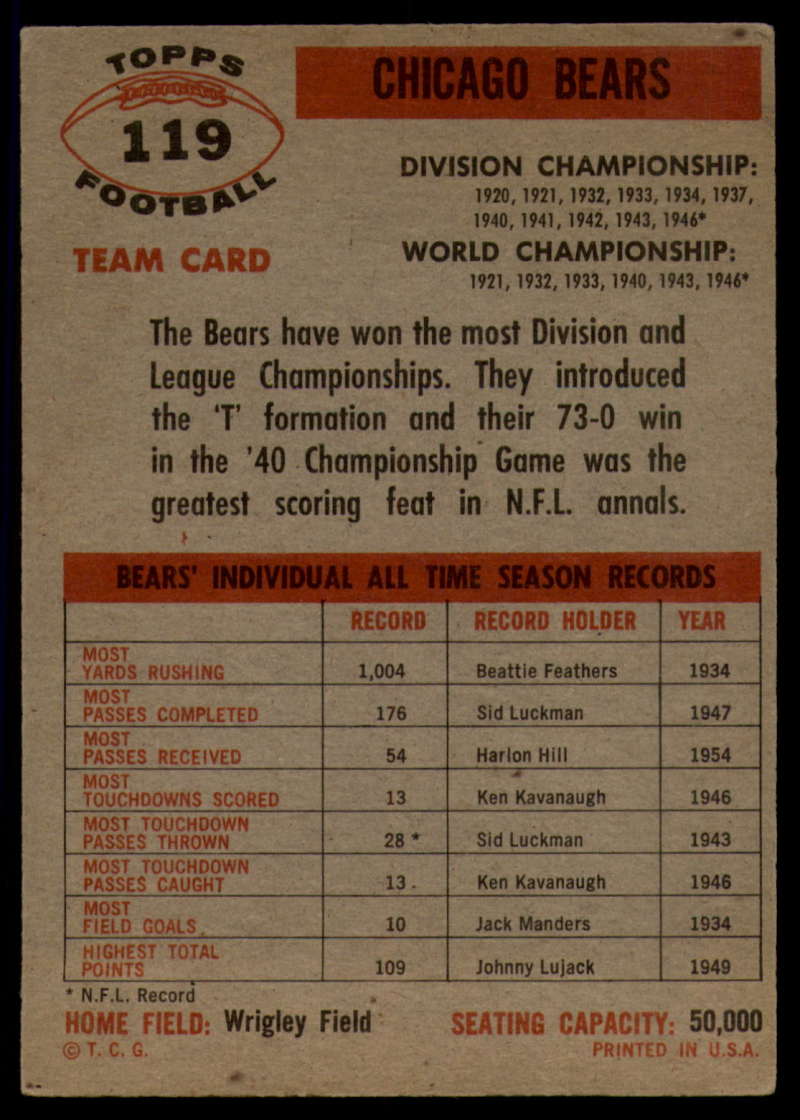 TOPPS
119
FOOTBALL
TEAM CARD
CHICAGO BEARS
DIVISION CHAMPIONSHIP:
1920, 1921, 1932, 1933, 1934, 1937,
1940, 1941, 1942, 1943, 1946*
WORLD CHAMPIONSHIP:
1921, 1932, 1933, 1940, 1943, 1946*
The Bears have won the most Division and
League Championships. They introduced
the 'T' formation and their 73-0 win
in the '40 Championship Game was the
greatest scoring feat in N.F.L. annals.
BEARS' INDIVIDUAL ALL TIME SEASON RECORDS
RECORD RECORD HOLDER YEAR
MOST
YARDS RUSHING 1,004 Beattie Feathers 1934
MOST
PASSES COMPLETED 176 Sid Luckman 1947
MOST
PASSES RECEIVED 54 Harlon Hill 1954
MOST
TOUCHDOWNS SCORED 13 Ken Kavanaugh 1946
MOST TOUCHDOWN
PASSES THROWN 28 * Sid Luckman 1943
MOST TOUCHDOWN
PASSES CAUGHT 13 Ken Kavanaugh 1946
MOST
FIELD GOALS 10 Jack Manders 1934
HIGHEST TOTAL
POINTS 109 Johnny Lujack 1949
* N.F.L. Record
HOME FIELD: Wrigley Field SEATING CAPACITY: 50,000
© T. C. G. PRINTED IN U.S.A.